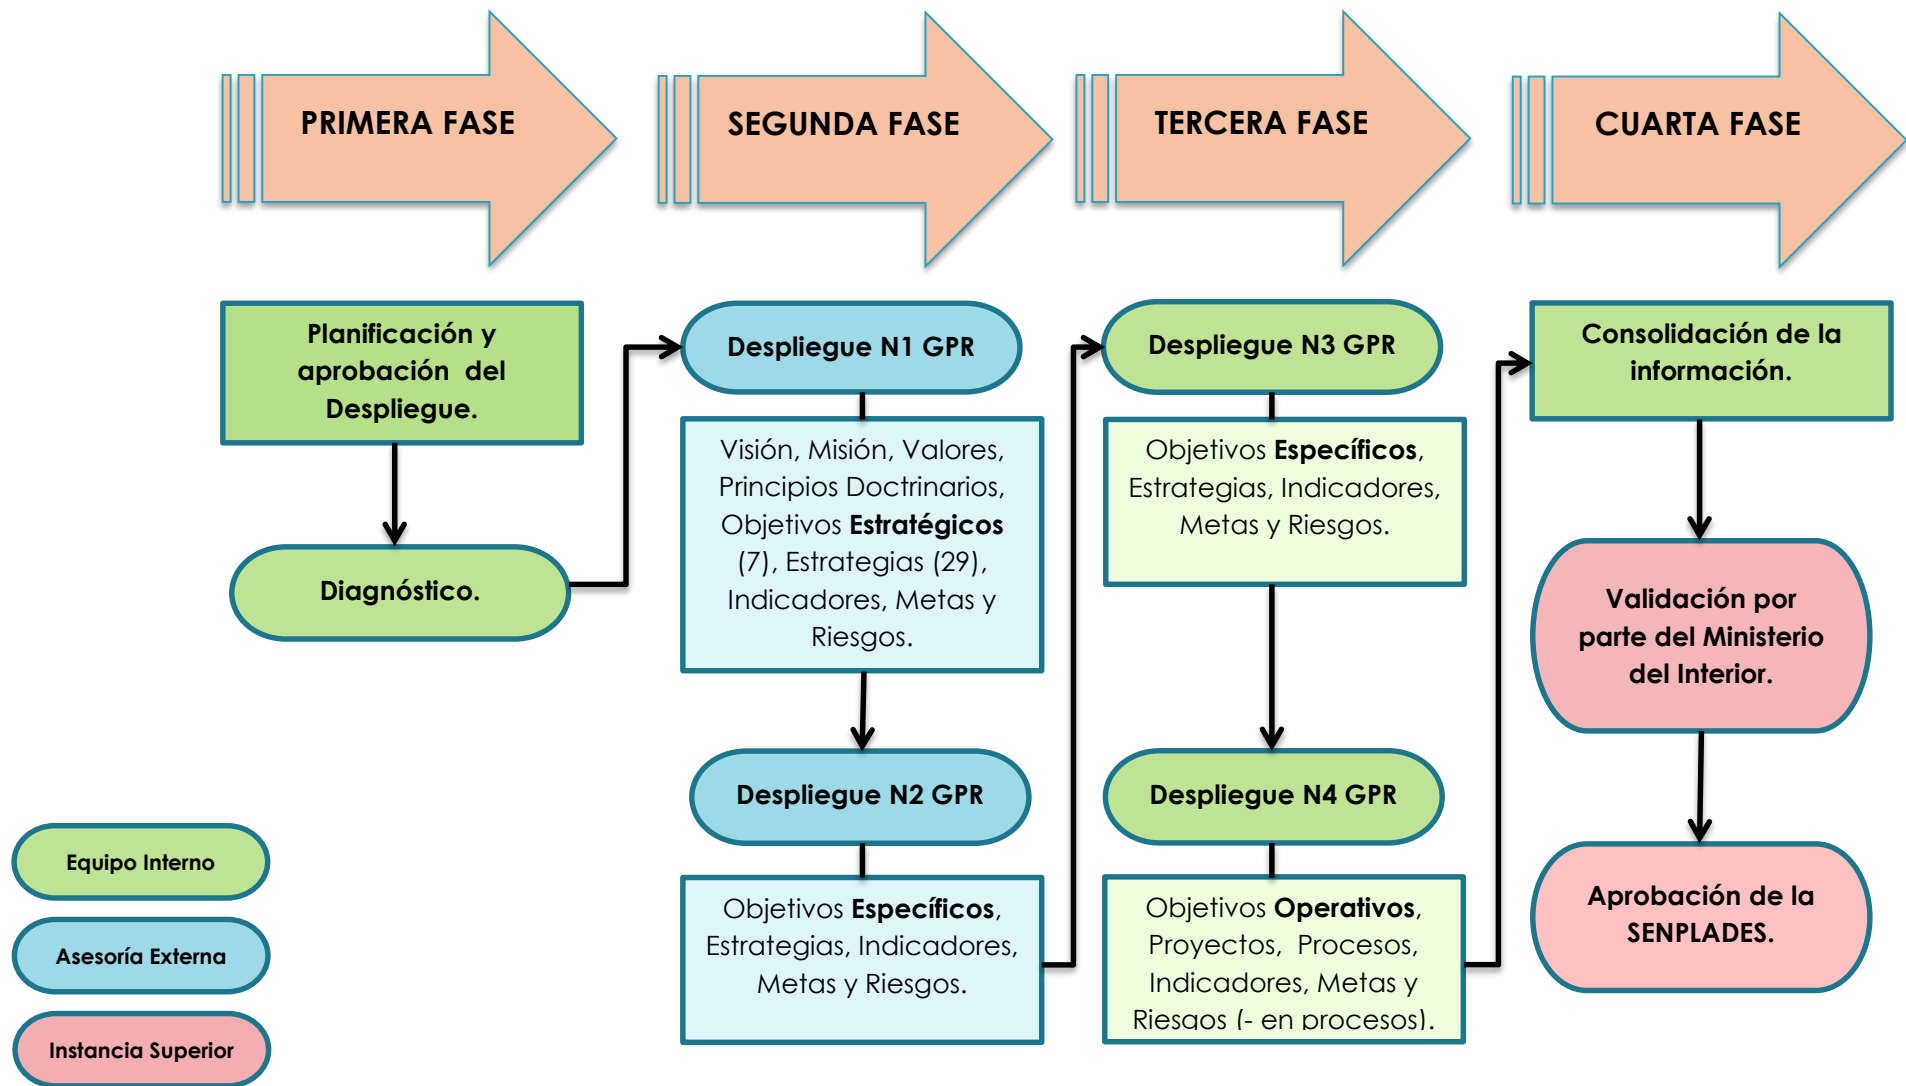 PRIMERA FASE
SEGUNDA FASE
TERCERA FASE
CUARTA FASE
Planificación y
aprobación del
Despliegue.
Diagnóstico.
Despliegue N1 GPR
Visión, Misión, Valores,
Principios Doctrinarios,
Objetivos Estratégicos
(7), Estrategias (29),
Indicadores, Metas y
Riesgos.
Despliegue N2 GPR
Objetivos Específicos,
Estrategias, Indicadores,
Metas y Riesgos.
Despliegue N3 GPR
Objetivos Específicos,
Estrategias, Indicadores,
Metas y Riesgos.
Despliegue N4 GPR
Objetivos Operativos,
Proyectos, Procesos,
Indicadores, Metas y
Riesgos (- en procesos).
Consolidación de la
información.
Validación por
parte del Ministerio
del Interior.
Aprobación de la
SENPLADES.
Equipo Interno
Asesoría Externa
Instancia Superior